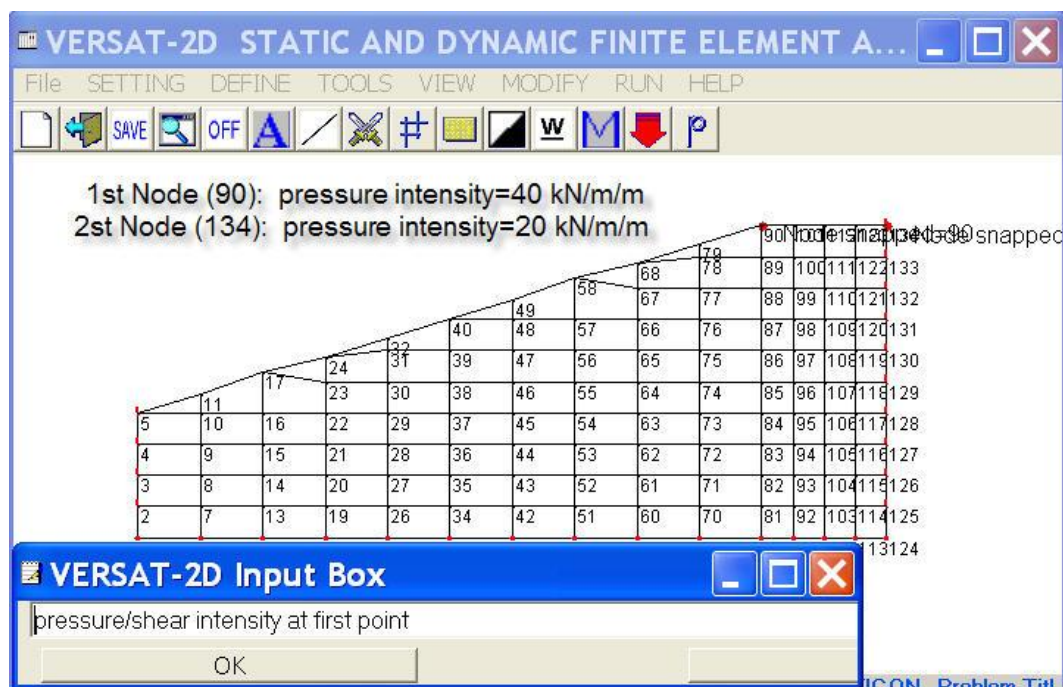 VERSAT-2D STATIC AND DYNAMIC FINITE ELEMENT A...
File SETTING DEFINE TOOLS VIEW MODIFY RUN HELP
SAVE OFF A W M P
1st Node (90): pressure intensity=40 kN/m/m
2st Node (134): pressure intensity=20 kN/m/m
90 Node snapped=90 Node snapped
79
68 78 89 100 111 122 133
58 67 77 88 99 110 121 132
49
40 48 57 66 76 87 98 109 120 131
32
24 31 39 47 56 65 75 86 97 108 119 130
17 23 30 38 46 55 64 74 85 96 107 118 129
11
5 10 16 22 29 37 45 54 63 73 84 95 106 117 128
4 9 15 21 28 36 44 53 62 72 83 94 105 116 127
3 8 14 20 27 35 43 52 61 71 82 93 104 115 126
2 7 13 19 26 34 42 51 60 70 81 92 103 114 125
113 124
VERSAT-2D Input Box
pressure/shear intensity at first point
OK